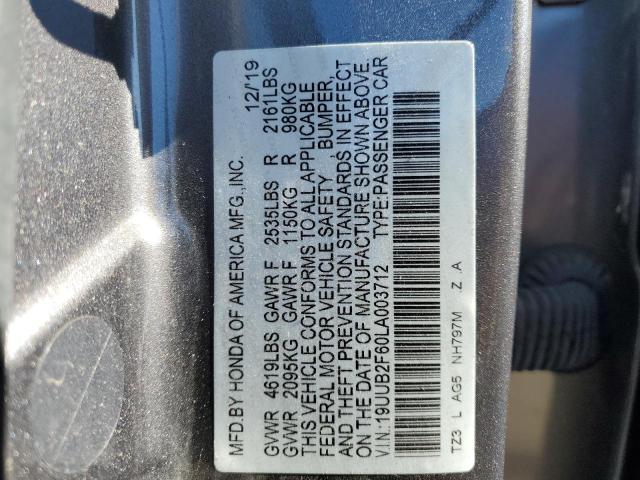 MFD.BY HONDA OF AMERICA MFG.,INC. 12/'19
GVWR 4619LBS GAWR F 2535LBS R 2161LBS
GVWR 2095KG GAWR F 1150KG R 980KG
THIS VEHICLE CONFORMS TO ALL APPLICABLE
FEDERAL MOTOR VEHICLE SAFETY, BUMPER,
AND THEFT PREVENTION STANDARDS IN EFFECT
ON THE DATE OF MANUFACTURE SHOWN ABOVE.
V.I.N.:19UUB2F60LA003712 TYPE:PASSENGER CAR
TZ3 L AG5 NH797M Z .A